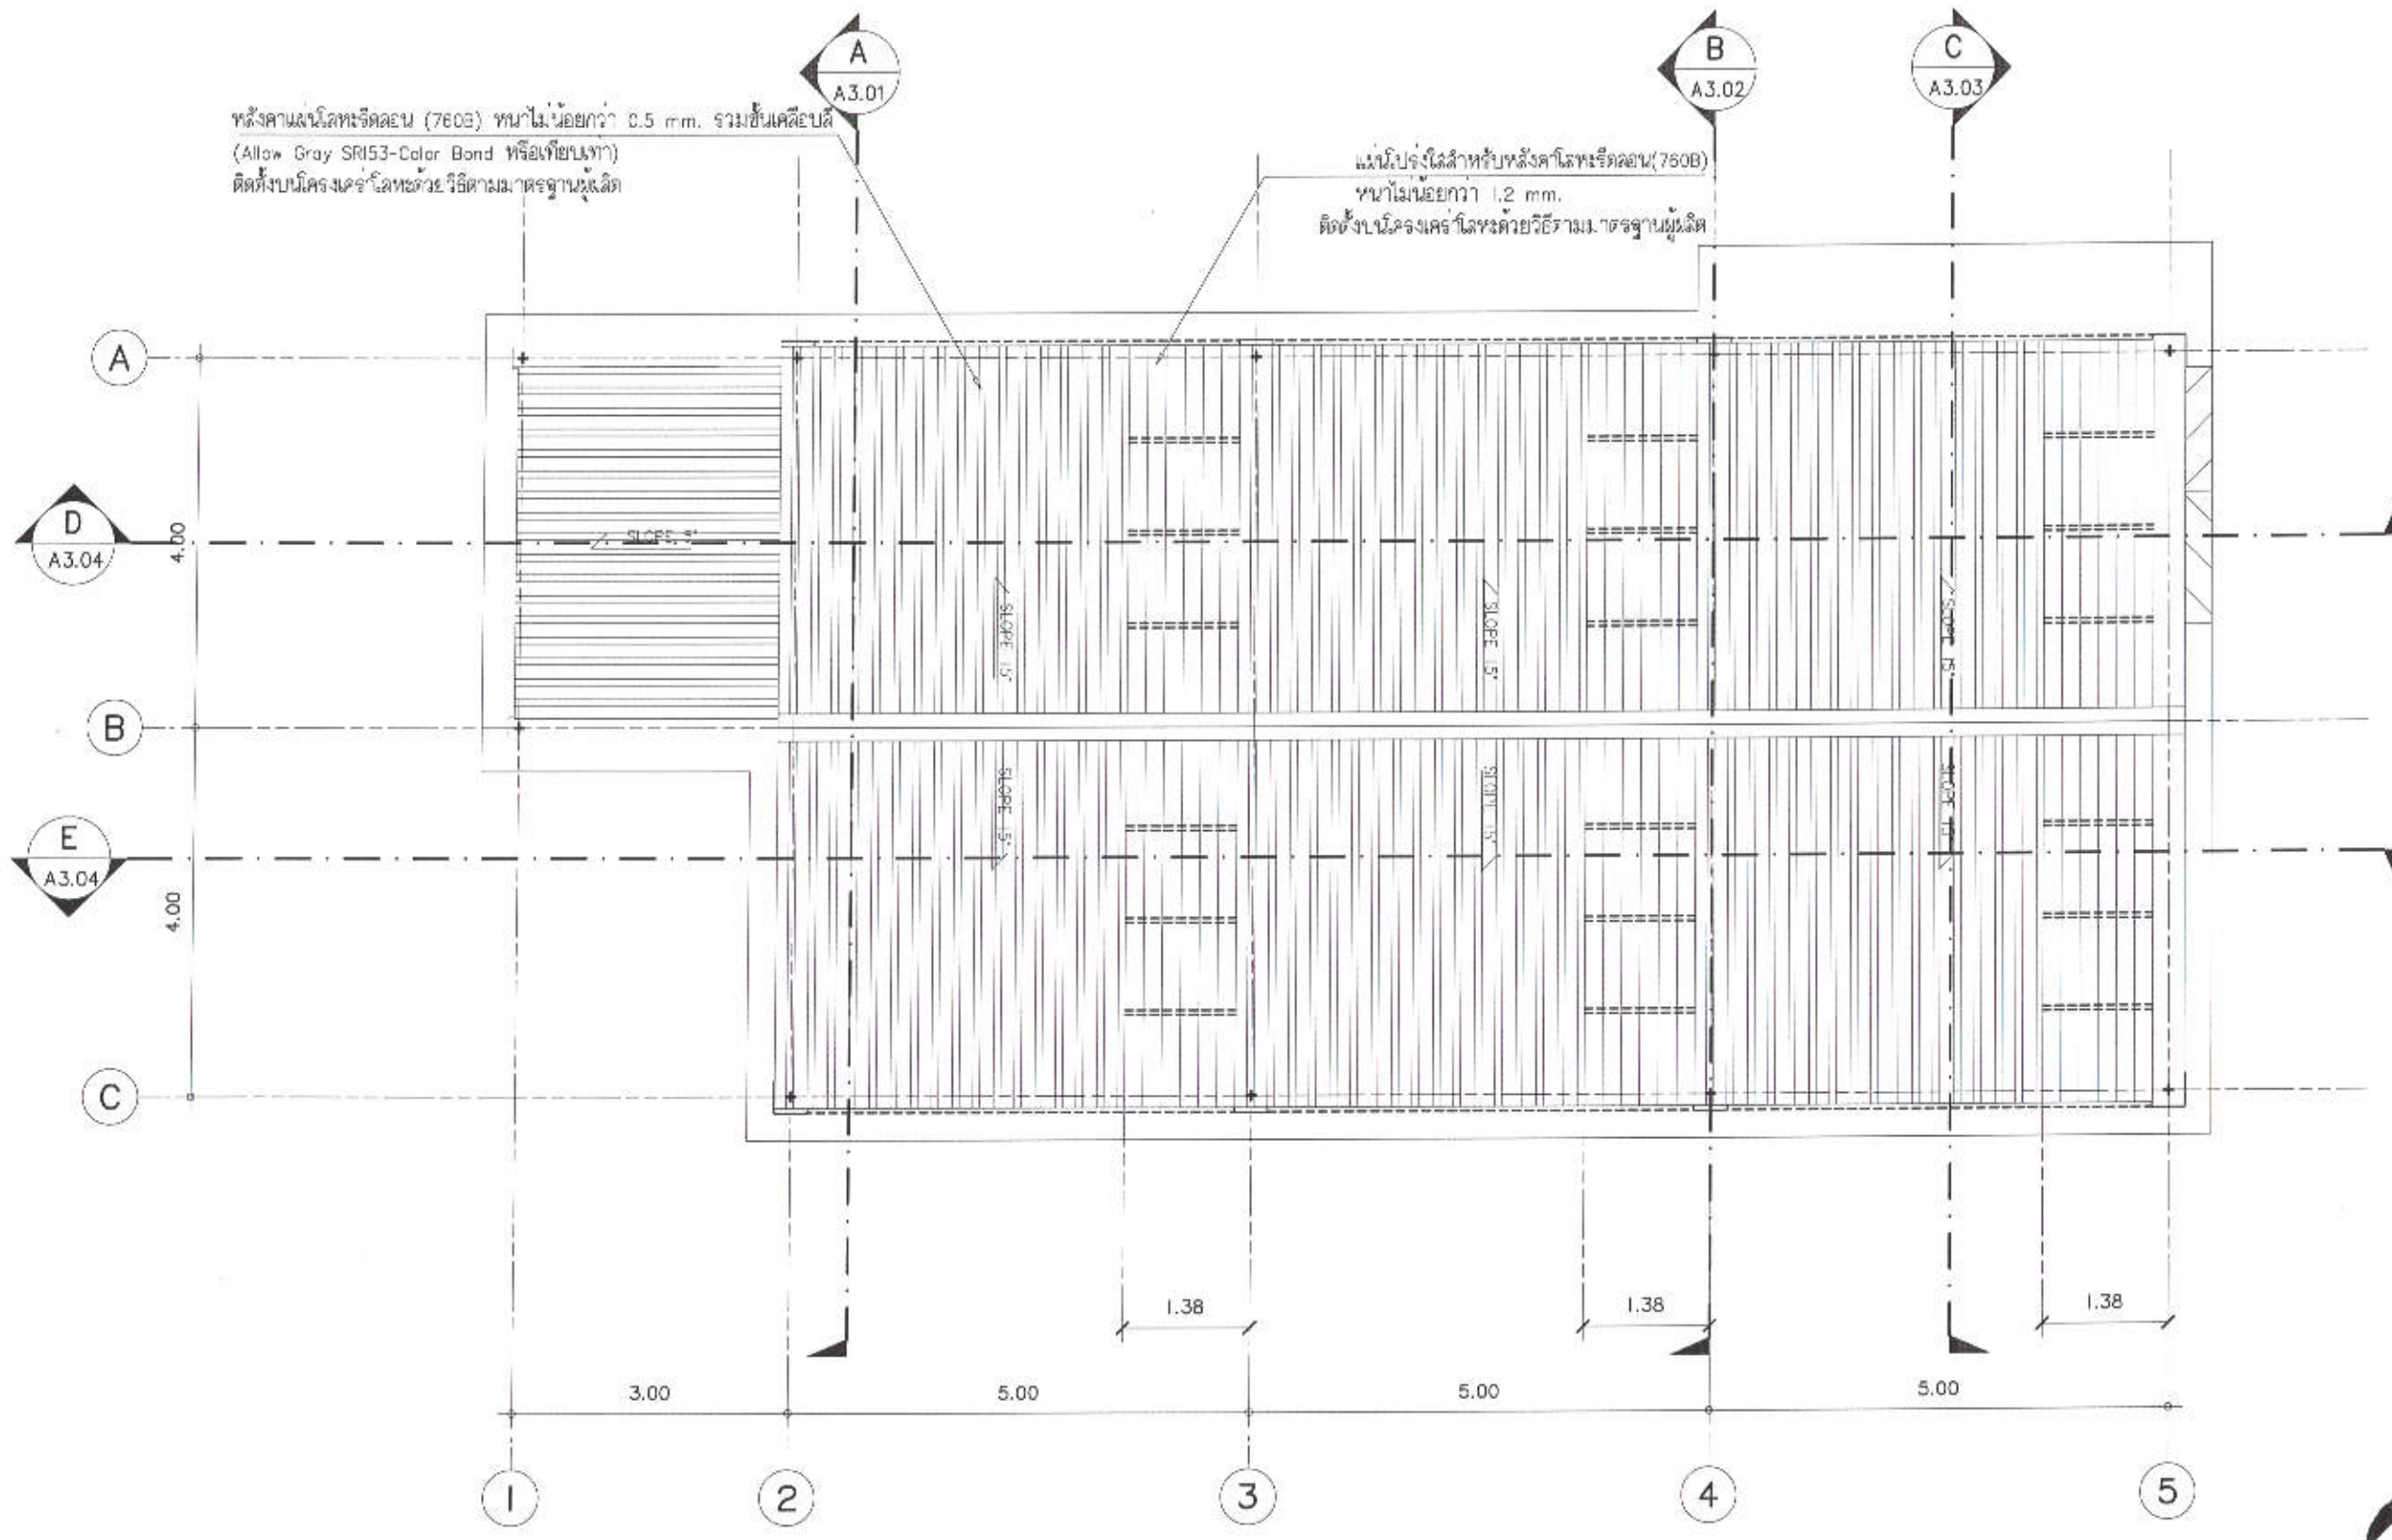 A
A3.01
B
A3.02
C
A3.03
หลังคาแผ่นโลหะรีดลอน (760B) หนาไม่น้อยกว่า 0.5 mm. รวมชั้นเคลือบสี
(Allow Gray SRI53-Color Bond หรือเทียบเท่า)
ติดตั้งบนโครงเคร่าโลหะด้วยวิธีตามมาตรฐานผู้ผลิต
แผ่นโปร่งใสสำหรับหลังคาโลหะรีดลอน(760B)
หนาไม่น้อยกว่า 1.2 mm.
ติดตั้งบนโครงเคร่าโลหะด้วยวิธีตามมาตรฐานผู้ผลิต
A
D
A3.04
4.00
SLOPE
SLOPE 15°
SLOPE 15°
SLOPE 15°
B
SLOPE 15°
SLOPE 15°
SLOPE 15°
E
A3.04
4.00
C
1.38
1.38
1.38
3.00
5.00
5.00
5.00
1
2
3
4
5